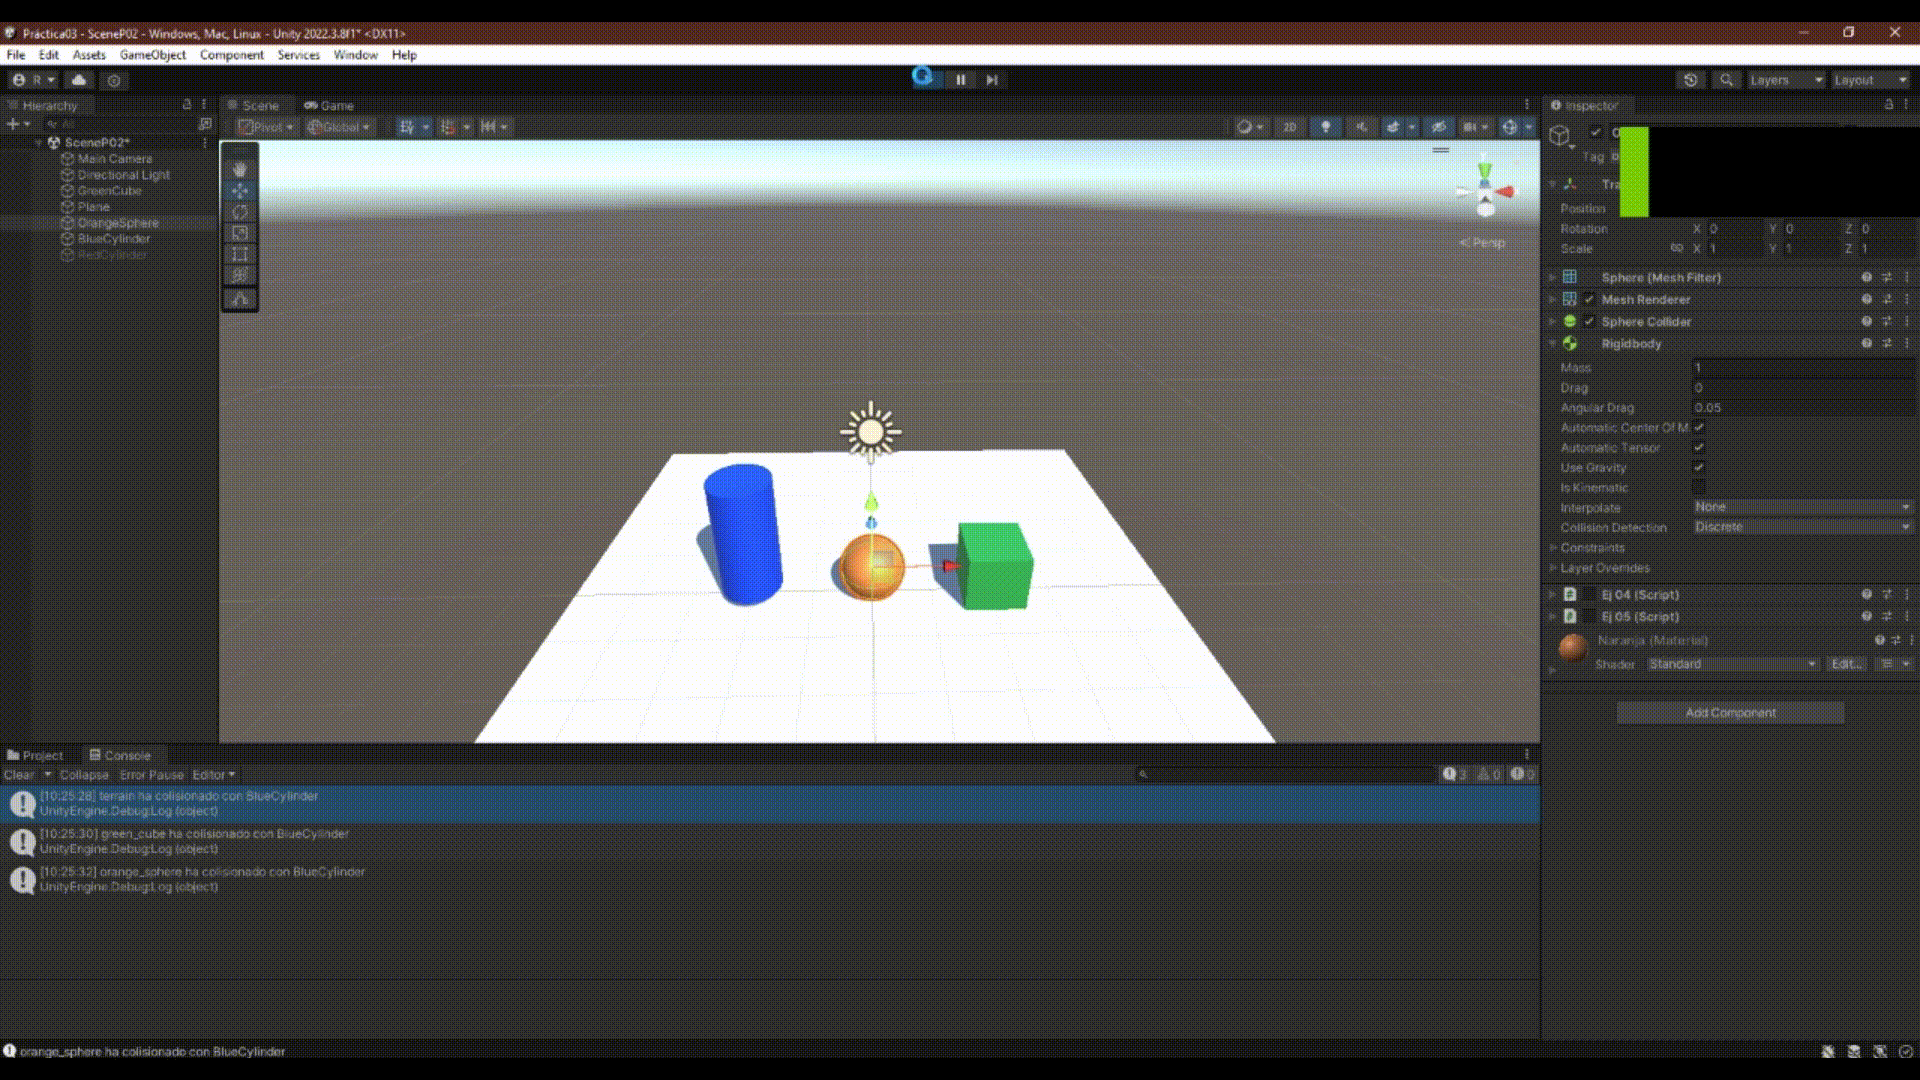 Práctica03 - SceneP02 - Windows, Mac, Linux - Unity 2022.3.8f1* <DX11>
File Edit Assets GameObject Component Services Window Help
R
Layers Layout
Hierarchy
Scene Game
Inspector
All
Pivot Global
2D
SceneP02*
Main Camera
Directional Light
GreenCube
Plane
OrangeSphere
BlueCylinder
RedCylinder
Persp
Tag
Tra
Position
Rotation X 0 Y 0 Z 0
Scale X 1 Y 1 Z 1
Sphere (Mesh Filter)
Mesh Renderer
Sphere Collider
Rigidbody
Mass 1
Drag 0
Angular Drag 0.05
Automatic Center Of M
Automatic Tensor
Use Gravity
Is Kinematic
Interpolate None
Collision Detection Discrete
Constraints
Layer Overrides
Ej 04 (Script)
Ej 05 (Script)
Naranja (Material)
Shader Standard Edit...
Add Component
Project Console
Clear Collapse Error Pause Editor
3 0 0
[10:25:28] terrain ha colisionado con BlueCylinder
UnityEngine.Debug:Log (object)
[10:25:30] green_cube ha colisionado con BlueCylinder
UnityEngine.Debug:Log (object)
[10:25:32] orange_sphere ha colisionado con BlueCylinder
UnityEngine.Debug:Log (object)
orange_sphere ha colisionado con BlueCylinder